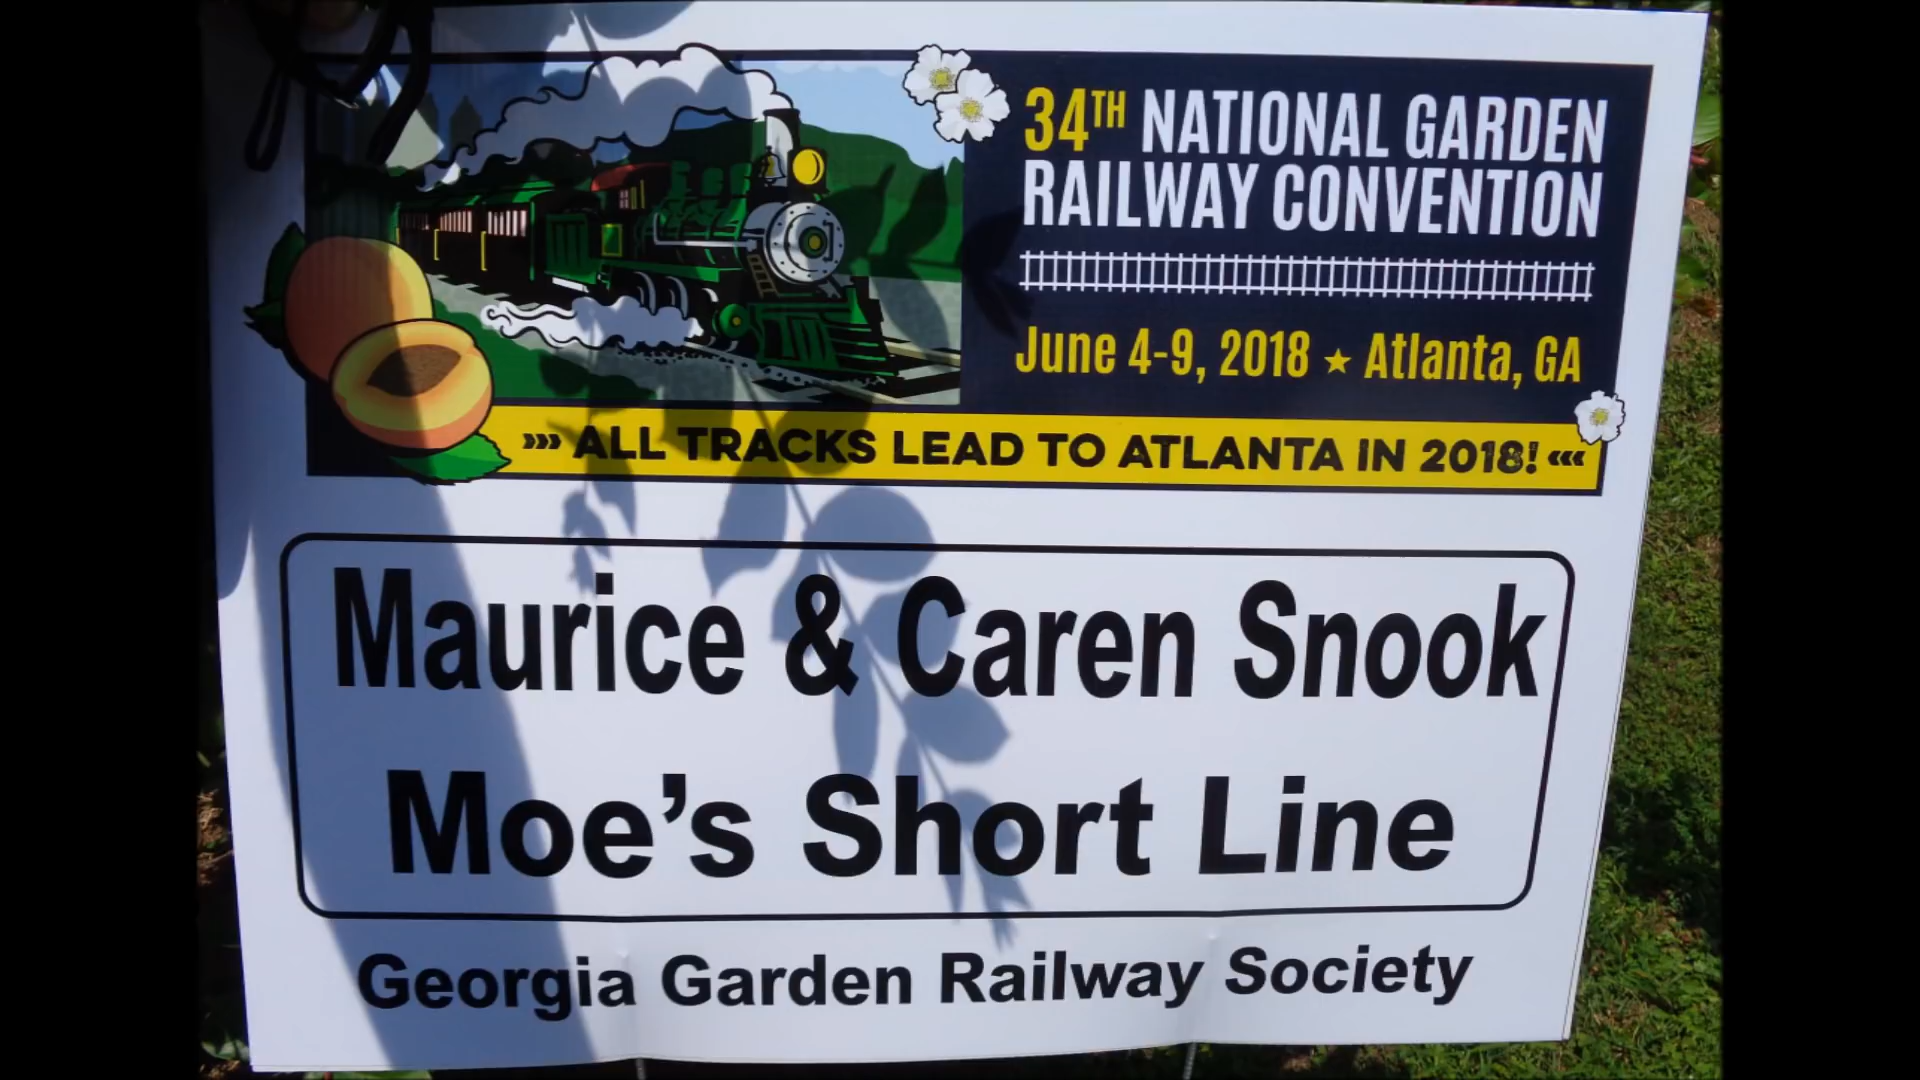 34TH NATIONAL GARDEN
RAILWAY CONVENTION
June 4-9, 2018 ★ Atlanta, GA
››› ALL TRACKS LEAD TO ATLANTA IN 2018! ‹‹‹
Maurice & Caren Snook
Moe’s Short Line
Georgia Garden Railway Society